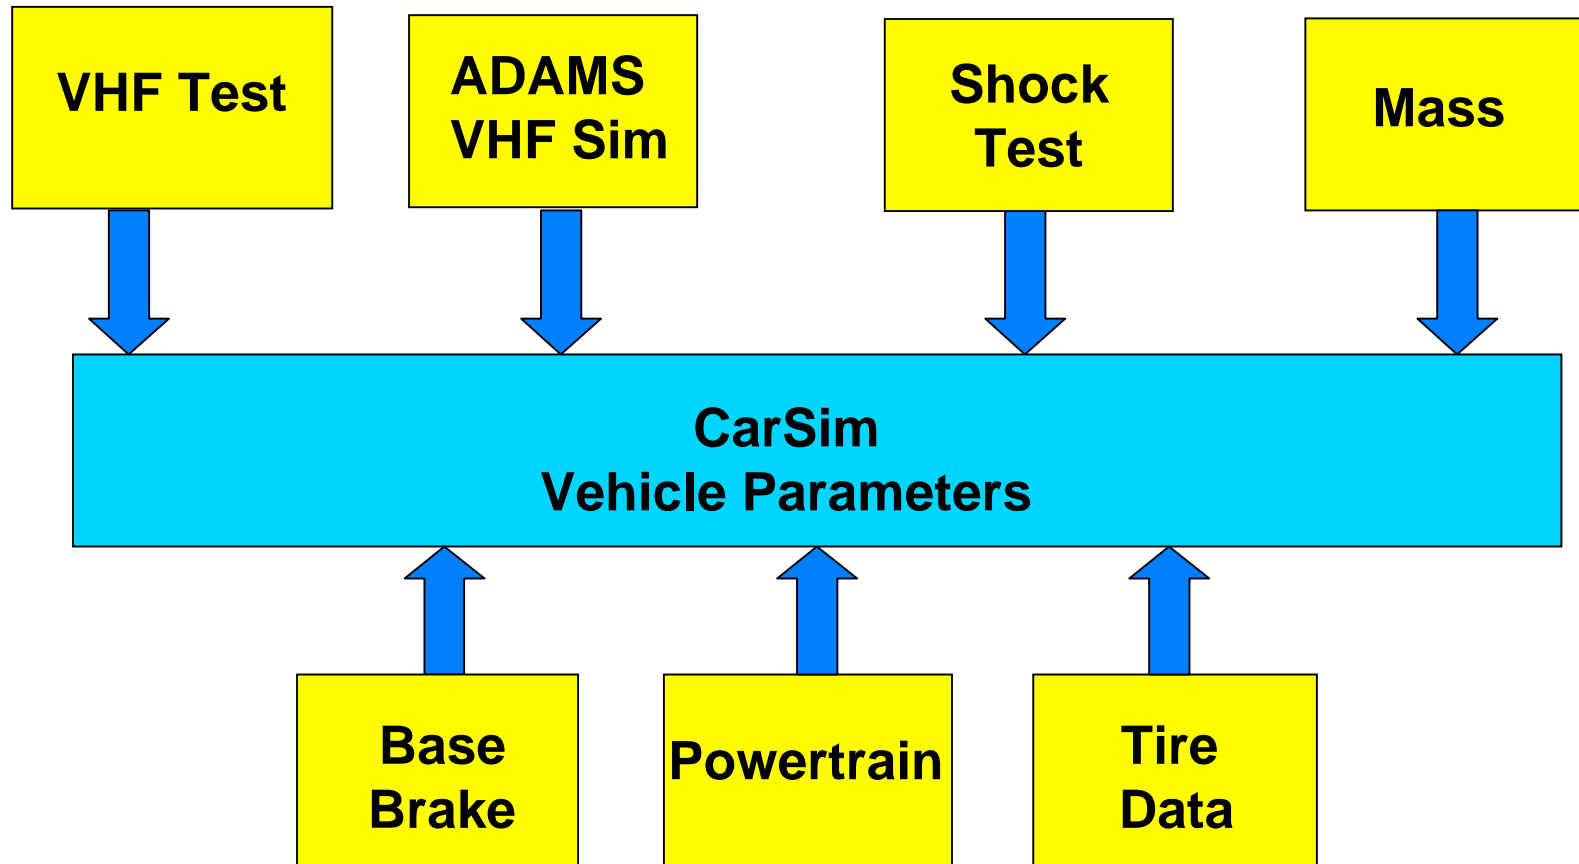 VHF Test
ADAMS
VHF Sim
Shock
Test
Mass
CarSim
Vehicle Parameters
Base
Brake
Powertrain
Tire
Data